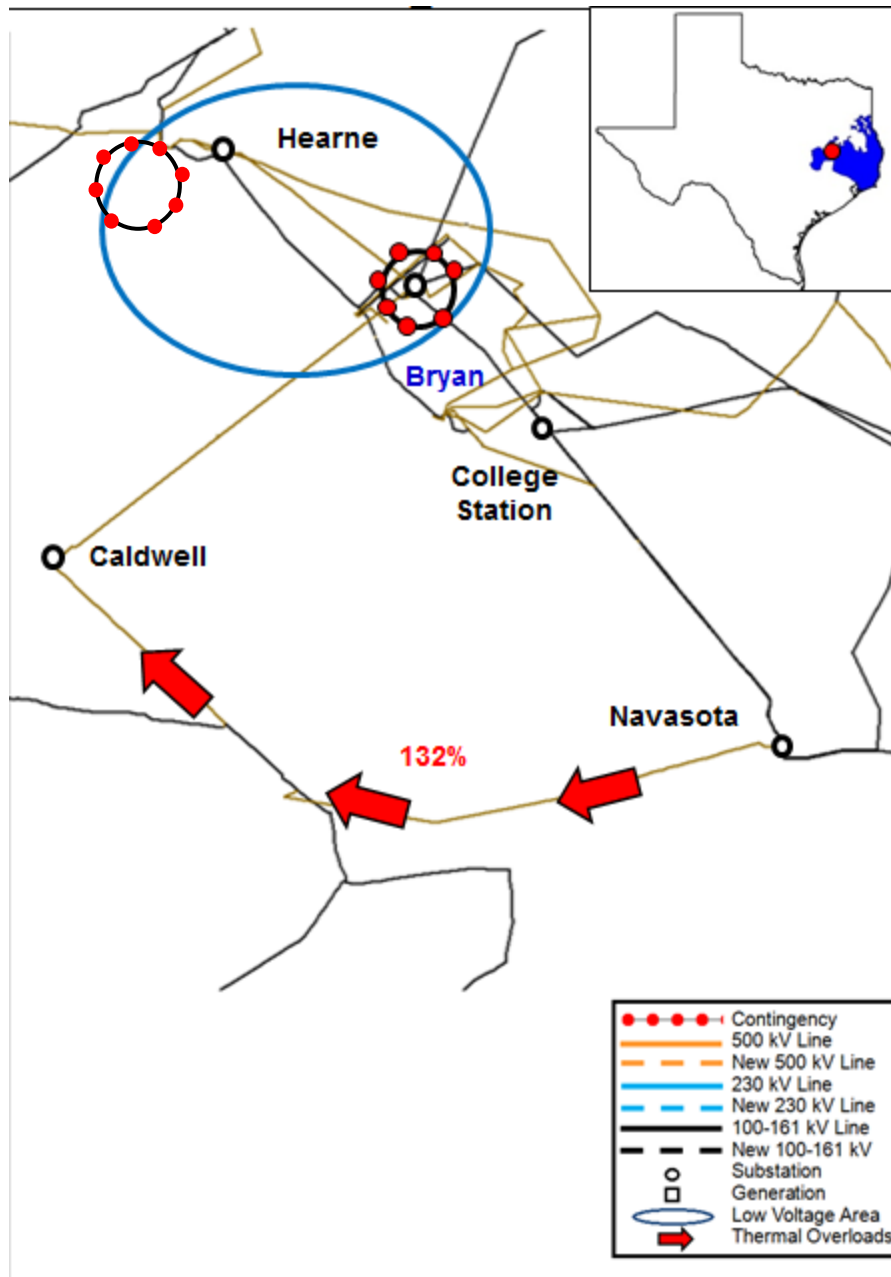 Hearne
Bryan
College
Station
Caldwell
Navasota
132%
Contingency
500 kV Line
New 500 kV Line
230 kV Line
New 230 kV Line
100-161 kV Line
New 100-161 kV
Substation
Generation
Low Voltage Area
Thermal Overloads